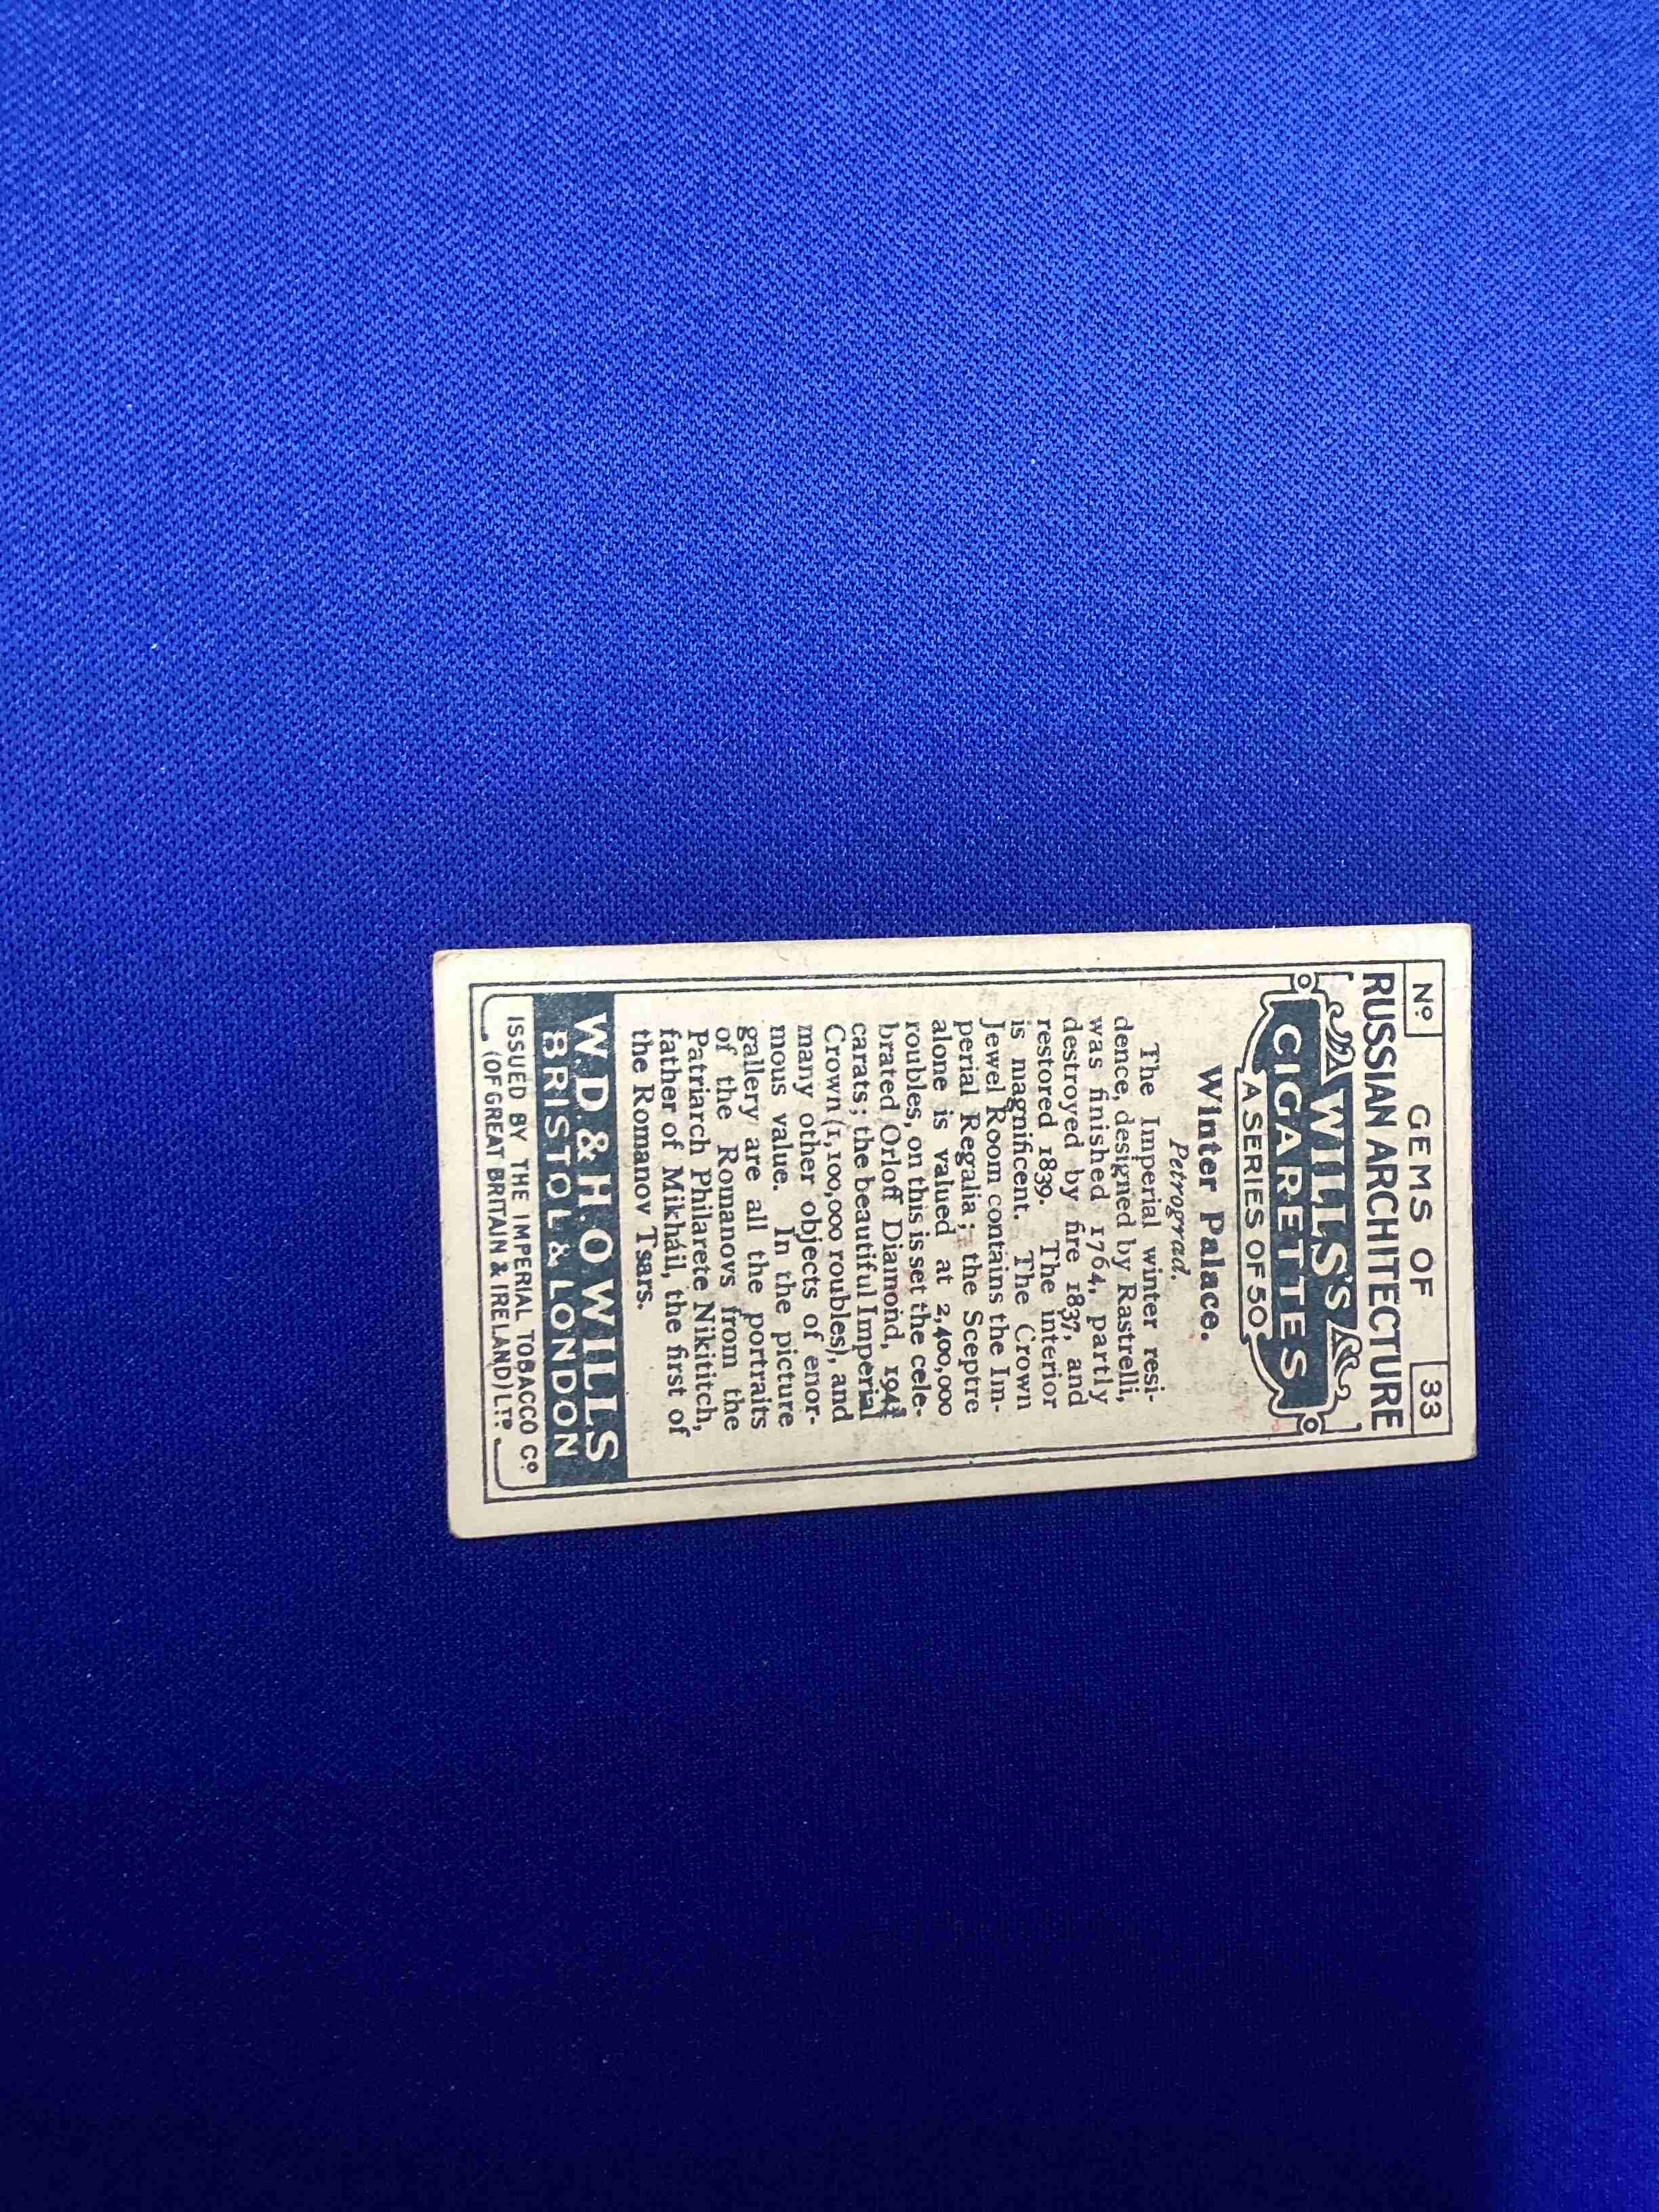 Nº GEMS OF 33
RUSSIAN ARCHITECTURE
WILLS'S
CIGARETTES
A SERIES OF 50
Winter Palace.
Petrograd.
The Imperial winter resi-
dence, designed by Rastrelli,
was finished 1764, partly
destroyed by fire 1837, and
restored 1839. The interior
is magnificent. The Crown
Jewel Room contains the Im-
perial Regalia; the Sceptre
alone is valued at 2,400,000
roubles, on this is set the cele-
brated Orloff Diamond, 194¾
carats; the beautiful Imperial
Crown (1,100,000 roubles), and
many other objects of enor-
mous value. In the picture
gallery are all the portraits
of the Romanovs from the
Patriarch Philarete Nikititch,
father of Mikháil, the first of
the Romanov Tsars.
W.D & H.O WILLS
BRISTOL & LONDON
ISSUED BY THE IMPERIAL TOBACCO Cº
(OF GREAT BRITAIN & IRELAND) LTD.